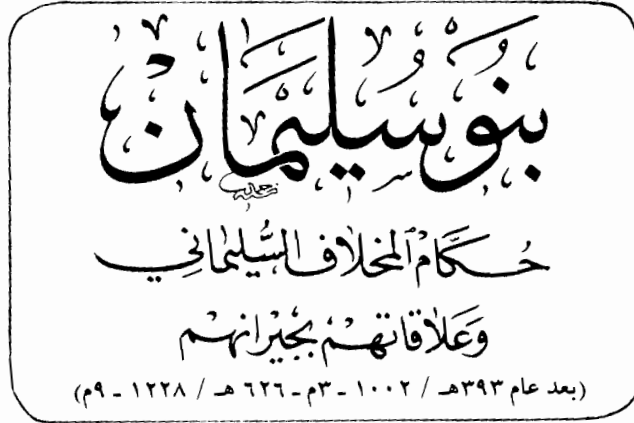 بنو سليمان
حكام المخلاف السليماني
وعلاقاتهم بجيرانهم
(بعد عام ٣٩٣هـ / ١٠٠٢ ـ ٣م ـ ٦٢٦ هـ / ١٢٢٨ ـ ٩م)